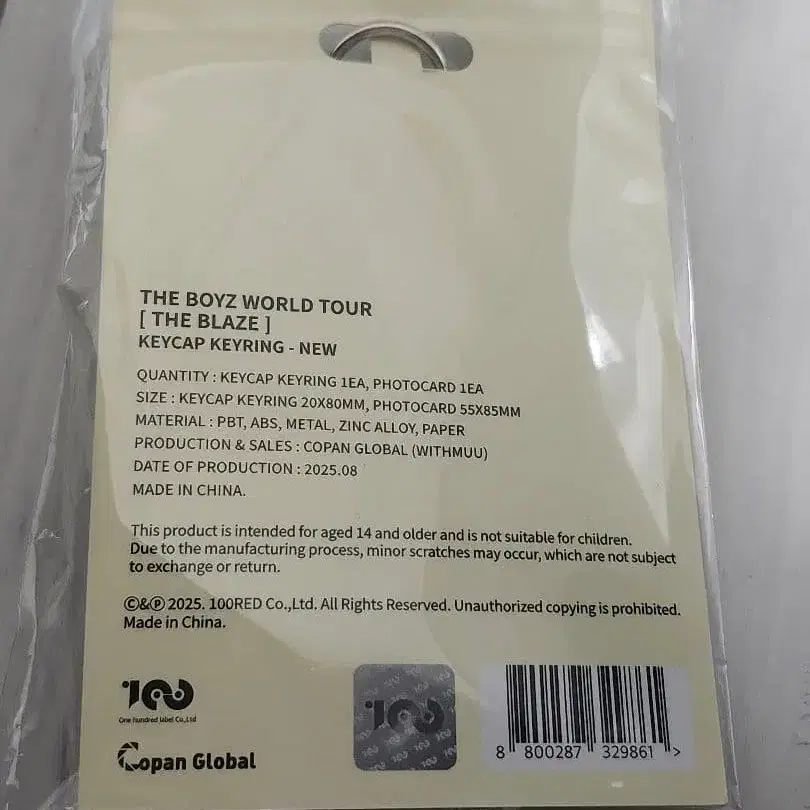 THE BOYZ WORLD TOUR
[ THE BLAZE ]
KEYCAP KEYRING - NEW
QUANTITY : KEYCAP KEYRING 1EA, PHOTOCARD 1EA
SIZE : KEYCAP KEYRING 20X80MM, PHOTOCARD 55X85MM
MATERIAL : PBT, ABS, METAL, ZINC ALLOY, PAPER
PRODUCTION & SALES : COPAN GLOBAL (WITHMUU)
DATE OF PRODUCTION : 2025.08
MADE IN CHINA.
This product is intended for aged 14 and older and is not suitable for children.
Due to the manufacturing process, minor scratches may occur, which are not subject
to exchange or return.
©&℗ 2025. 100RED Co.,Ltd. All Rights Reserved. Unauthorized copying is prohibited.
Made in China.
100
One hundred label Co.,Ltd
Copan Global
100
8 800287 329861 >